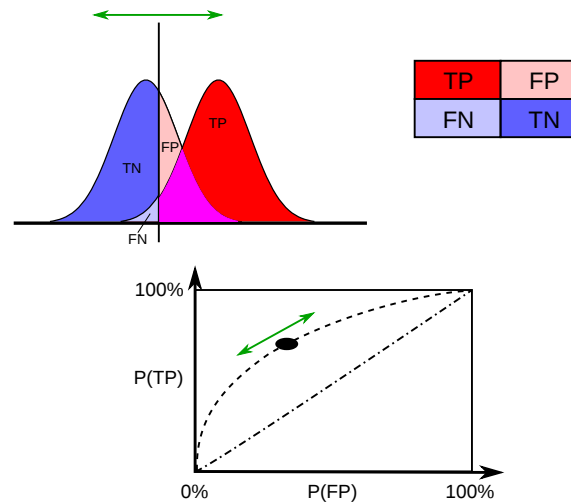 TP FP
FN TN
TN
FP
TP
FN
100%
P(TP)
0% P(FP) 100%